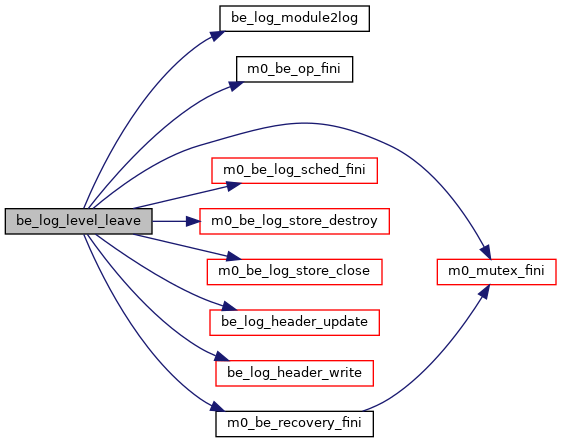 be_log_module2log
m0_be_op_fini
m0_be_log_sched_fini
be_log_level_leave
m0_be_log_store_destroy
m0_be_log_store_close
m0_mutex_fini
be_log_header_update
be_log_header_write
m0_be_recovery_fini